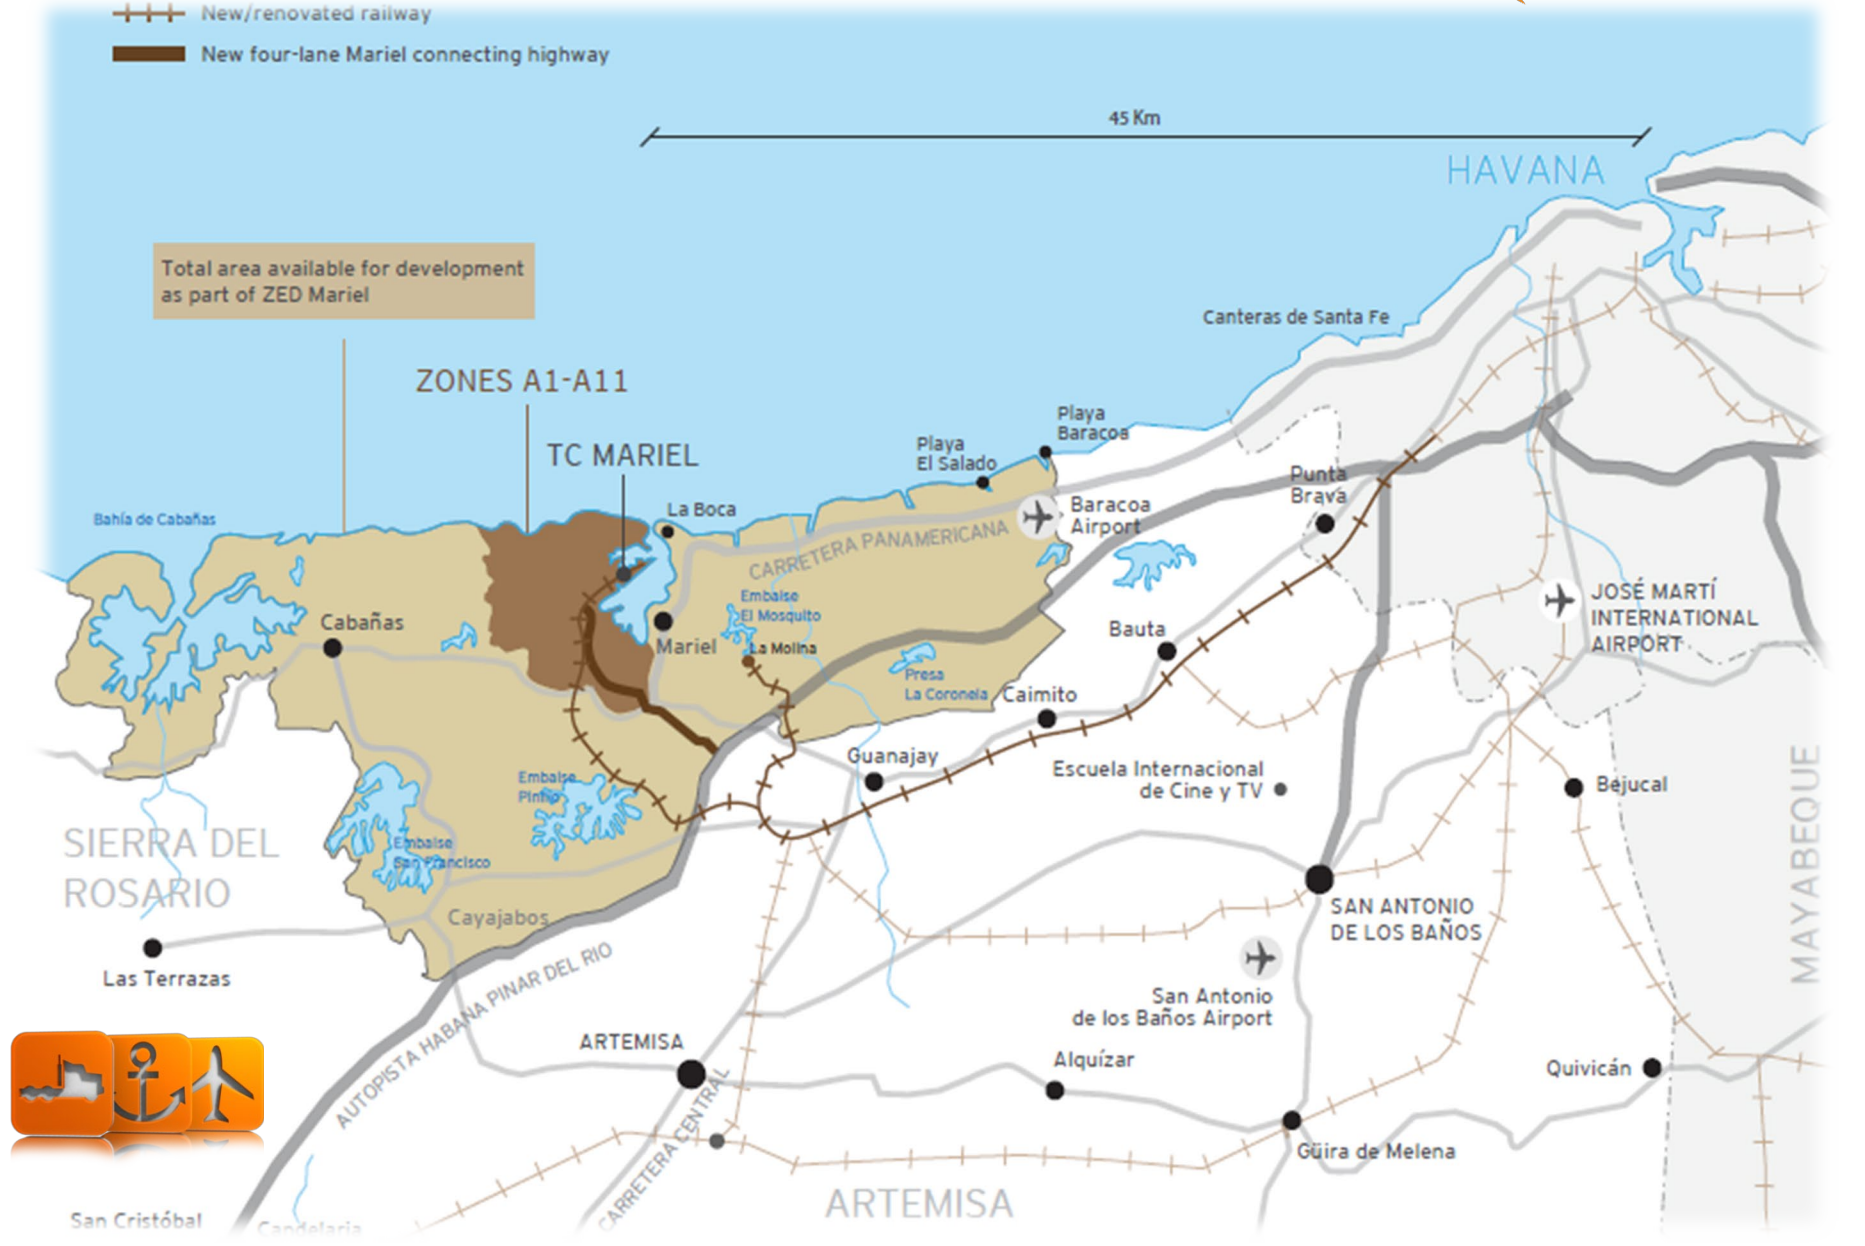 New/renovated railway
New four-lane Mariel connecting highway
45 Km
HAVANA
Total area available for development
as part of ZED Mariel
Canteras de Santa Fe
ZONES A1-A11
Playa
Baracoa
TC MARIEL
Playa
El Salado
Punta
Brava
La Boca
Baracoa
Airport
Bahía de Cabañas
CARRETERA PANAMERICANA
JOSÉ MARTÍ
INTERNATIONAL
AIRPORT
Embalse
El Mosquito
Cabañas
Bauta
Mariel
La Molina
Presa
La Coronela
Caimito
Guanajay
Escuela Internacional
de Cine y TV
Bejucal
Embalse
Pinto
MAYABEQUE
SIERRA DEL
ROSARIO
Embalse
San Francisco
Cayajabos
SAN ANTONIO
DE LOS BAÑOS
Las Terrazas
AUTOPISTA HABANA PINAR DEL RIO
San Antonio
de los Baños Airport
ARTEMISA
Alquízar
Quivicán
CARRETERA CENTRAL
Güira de Melena
ARTEMISA
San Cristóbal
Candelaria